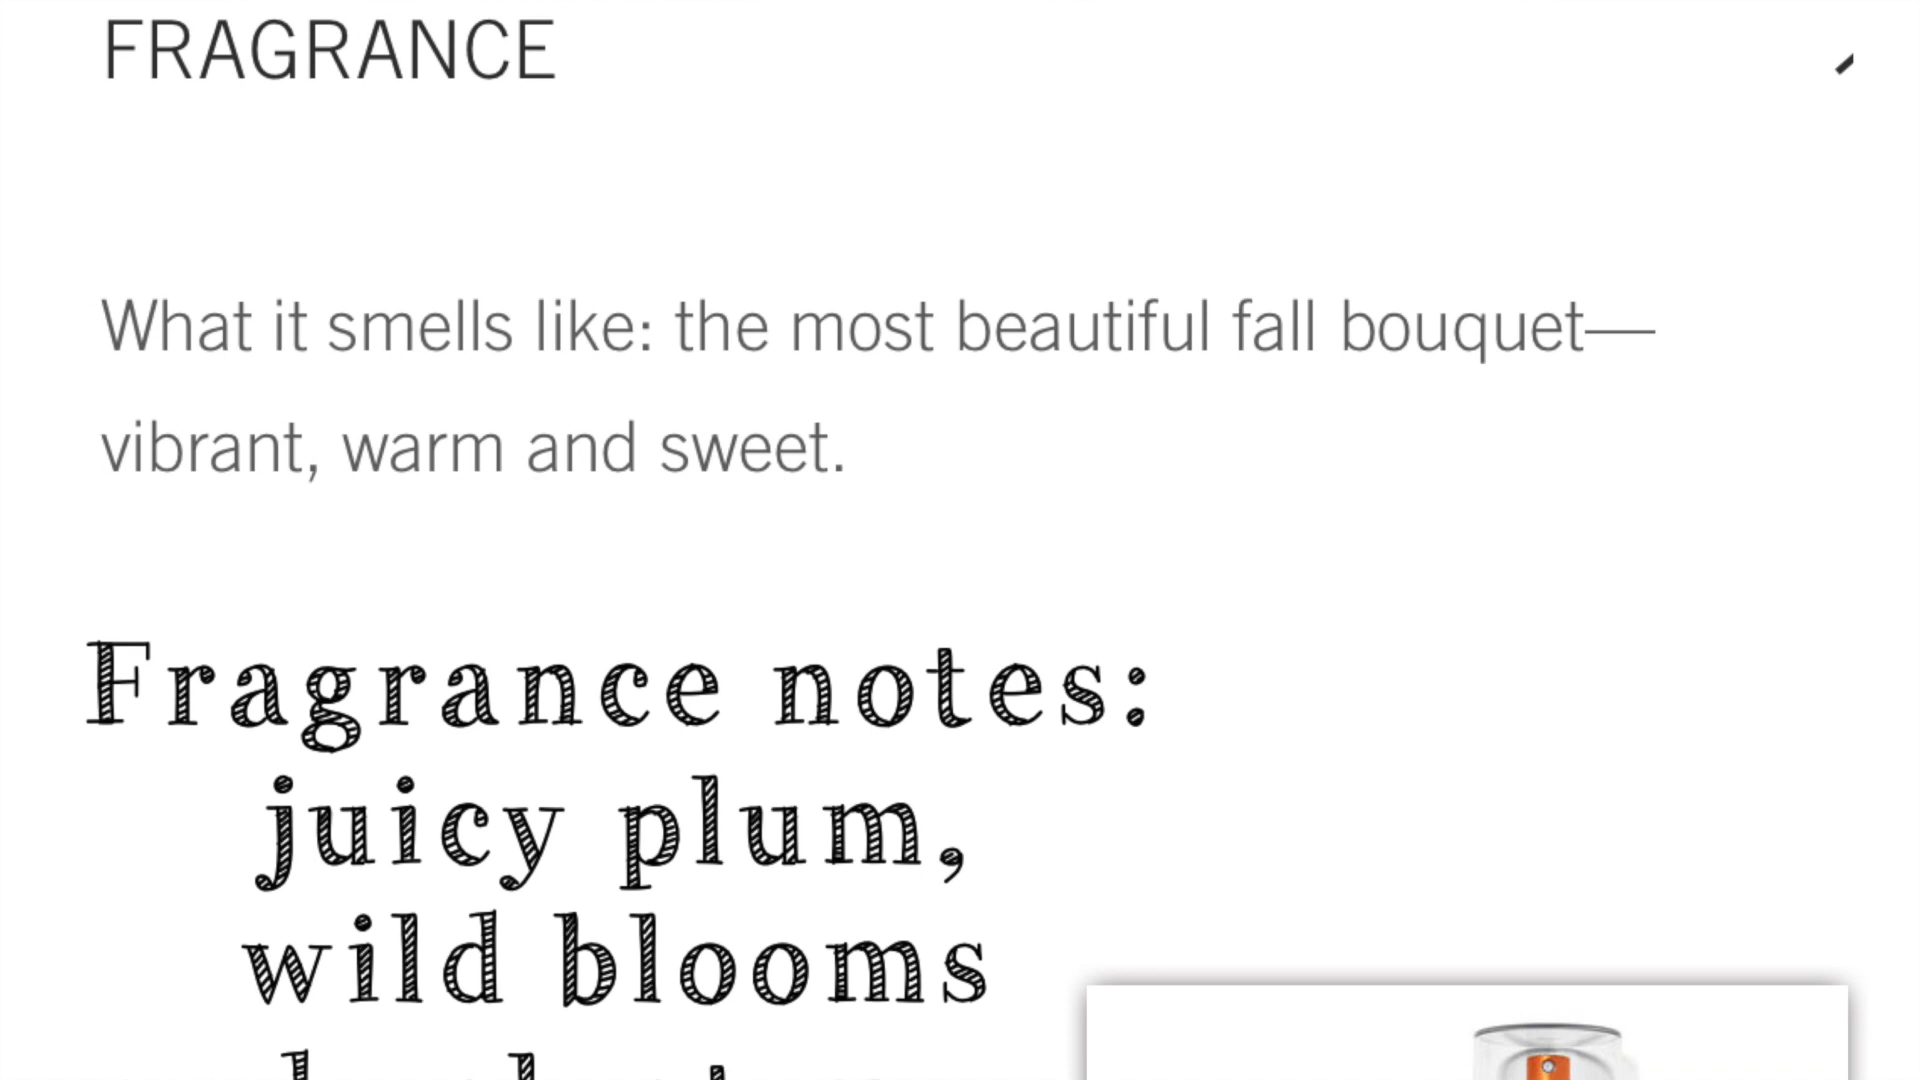 FRAGRANCE
What it smells like: the most beautiful fall bouquet—
vibrant, warm and sweet.
Fragrance notes:
juicy plum,
wild blooms